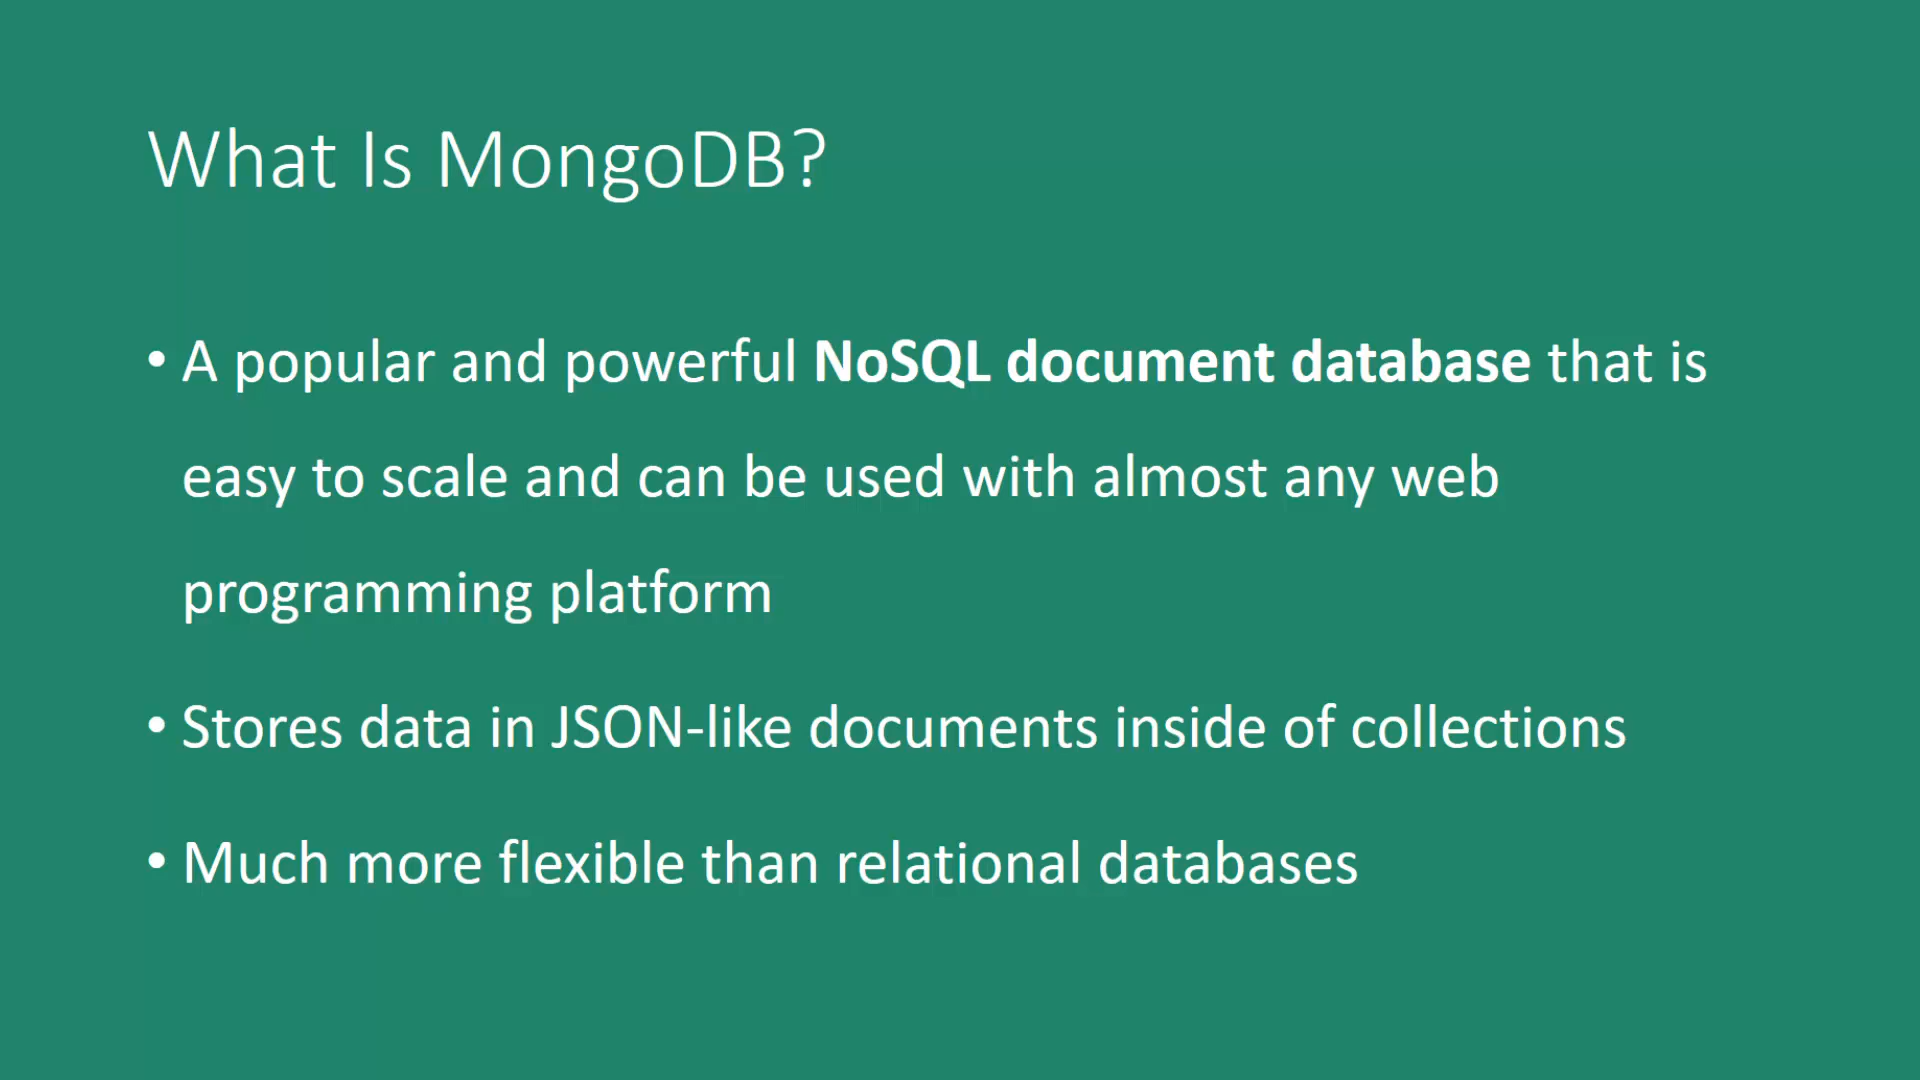 What Is MongoDB?
• A popular and powerful NoSQL document database that is
easy to scale and can be used with almost any web
programming platform
• Stores data in JSON-like documents inside of collections
• Much more flexible than relational databases